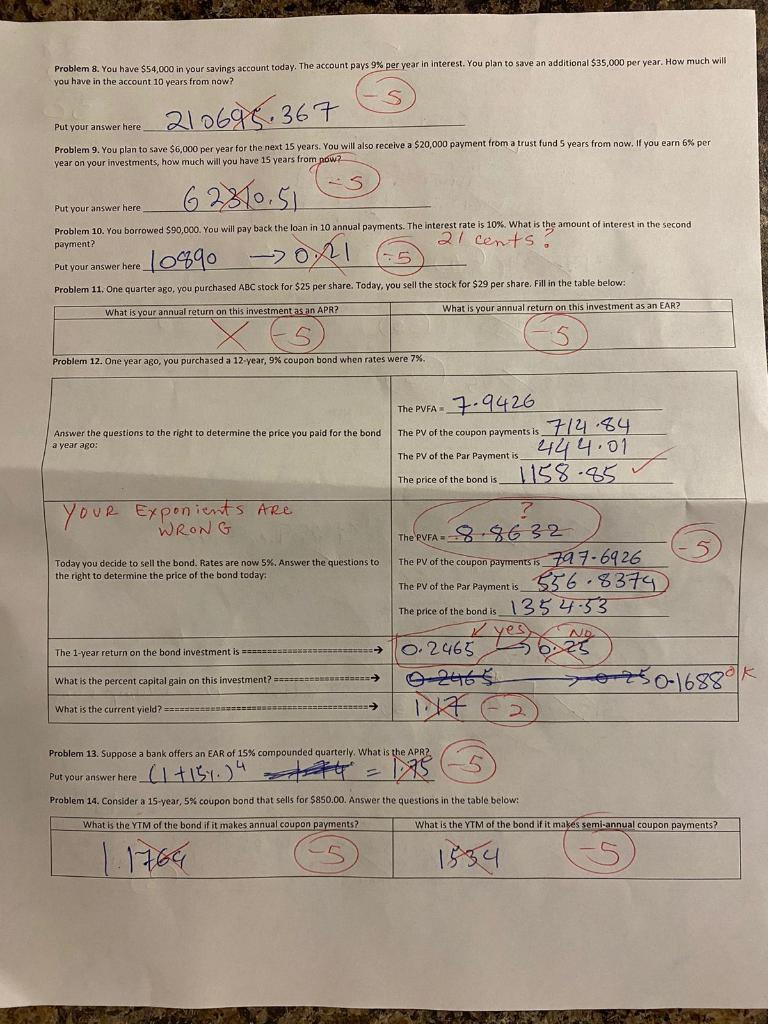 Problem 8. You have $54,000 in your savings account today. The account pays 9% per year in interest. You plan to save an additional $35,000 per year. How much will
you have in the account 10 years from now?
-5
Put your answer here 210695.367
Problem 9. You plan to save $6,000 per year for the next 15 years. You will also receive a $20,000 payment from a trust fund 5 years from now. If you earn 6% per
year on your investments, how much will you have 15 years from now?
-5
Put your answer here 62310.51
Problem 10. You borrowed $90,000. You will pay back the loan in 10 annual payments. The interest rate is 10%. What is the amount of interest in the second
payment?
21 cents?
Put your answer here 10890 → 0.21 -5
Problem 11. One quarter ago, you purchased ABC stock for $25 per share. Today, you sell the stock for $29 per share. Fill in the table below:
What is your annual return on this investment as an APR? What is your annual return on this investment as an EAR?
X -5 -5
Problem 12. One year ago, you purchased a 12-year, 9% coupon bond when rates were 7%.
Answer the questions to the right to determine the price you paid for the bond
a year ago:
The PVFA = 7.9426
The PV of the coupon payments is 714.84
The PV of the Par Payment is 444.01
The price of the bond is 1158.85 ✓
YOUR Exponients ARE
WRONG
Today you decide to sell the bond. Rates are now 5%. Answer the questions to
the right to determine the price of the bond today:
?
The PVFA = 8.8632
-5
The PV of the coupon payments is 797.6926
The PV of the Par Payment is 556.8374
The price of the bond is 1354.53
✓ yes NO
The 1-year return on the bond investment is ================================→ 0.2465 → 0.25
What is the percent capital gain on this investment? =========================→ 0.2465 → 0.25 0.1688 OK
What is the current yield? =================================================→ 1.17 -2
Problem 13. Suppose a bank offers an EAR of 15% compounded quarterly. What is the APR?
Put your answer here (1+15%.)4 = 1.75 -5
Problem 14. Consider a 15-year, 5% coupon bond that sells for $850.00. Answer the questions in the table below:
What is the YTM of the bond if it makes annual coupon payments? What is the YTM of the bond if it makes semi-annual coupon payments?
1.1764 -5 1534 -5